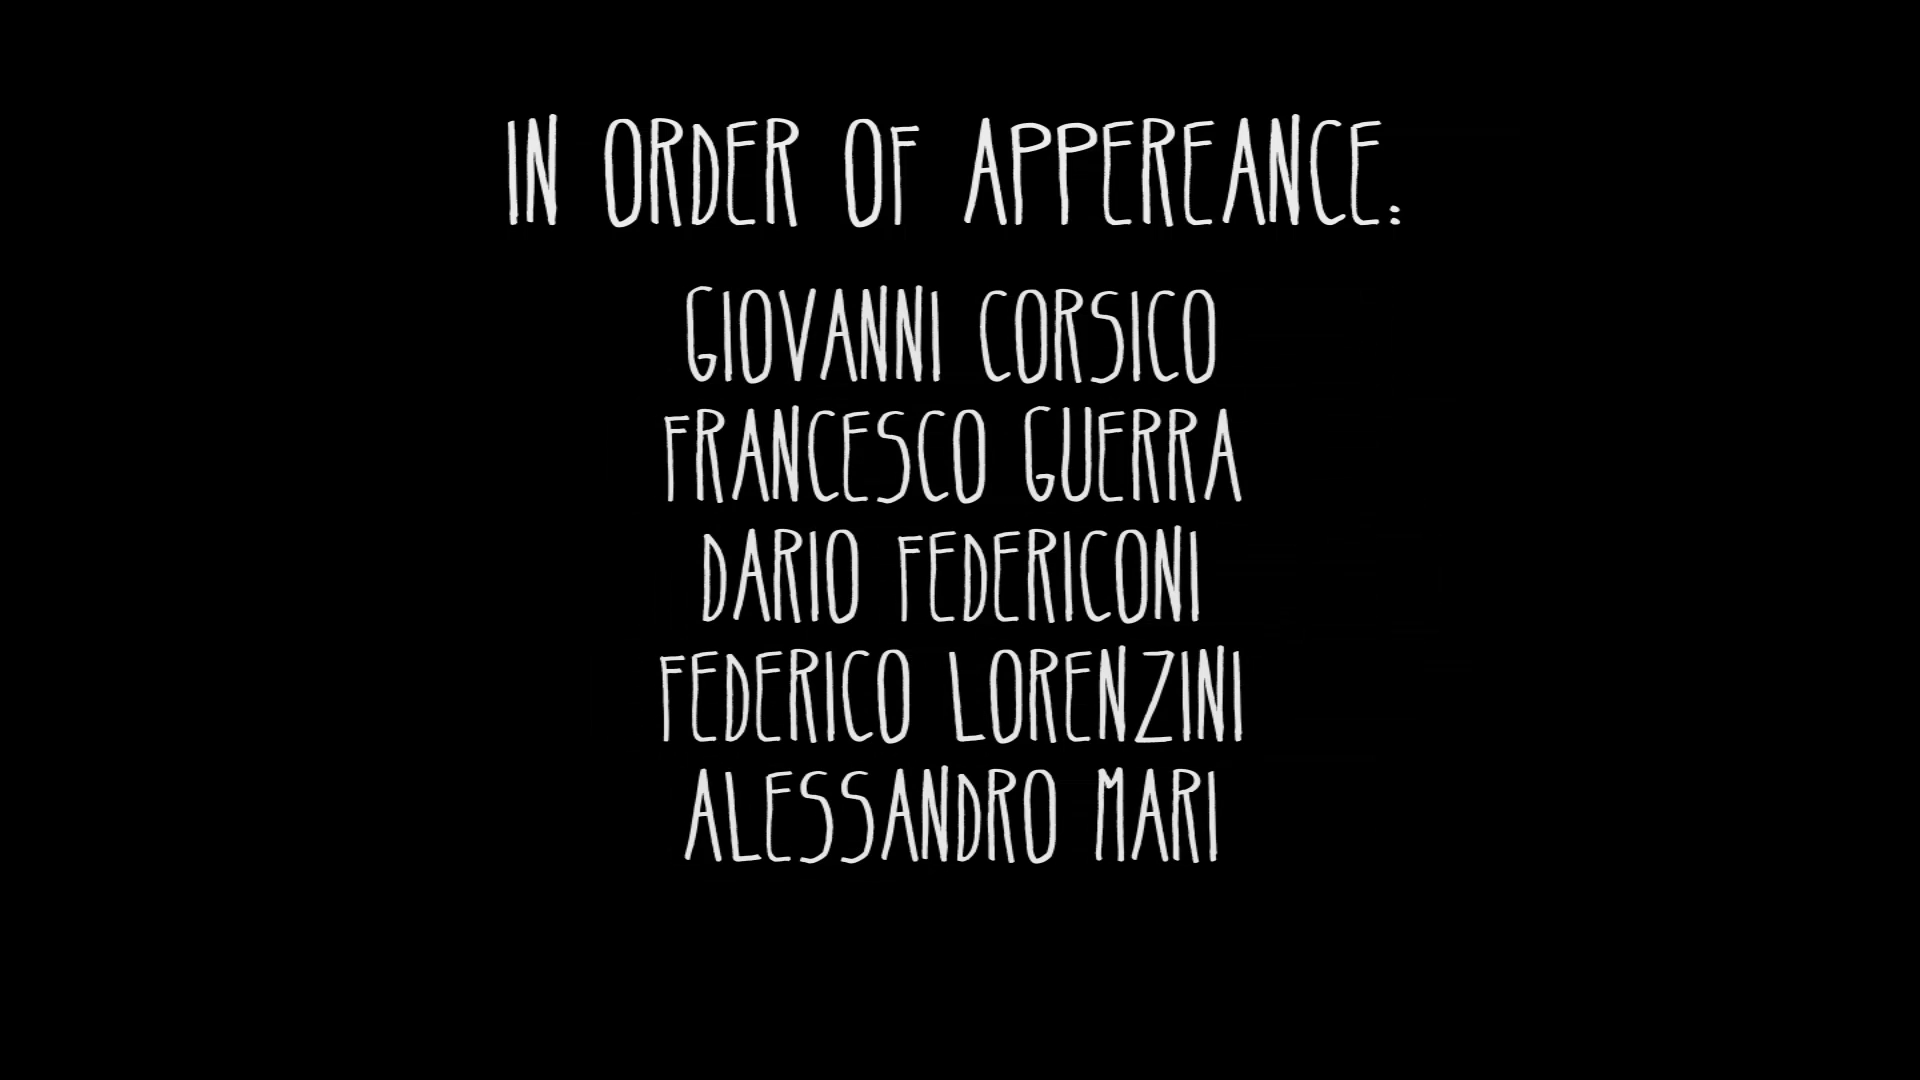 IN ORDER OF APPEREANCE:
GIOVANNI CORSICO
FRANCESCO GUERRA
DARIO FEDERICONI
FEDERICO LORENZINI
ALESSANDRO MARI